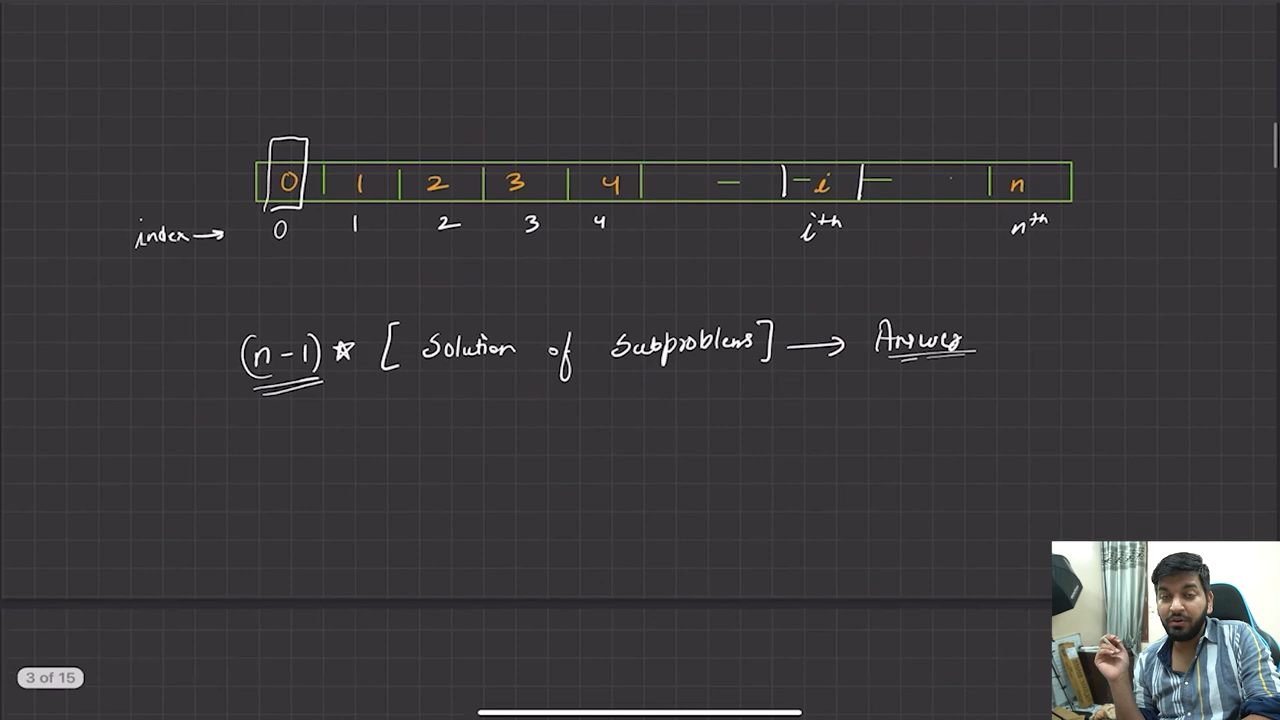 0 1 2 3 4 — – i — n
index → 0 1 2 3 4 ith nth
(n-1) * [ Solution of Subproblems ] → Answer
3 of 15